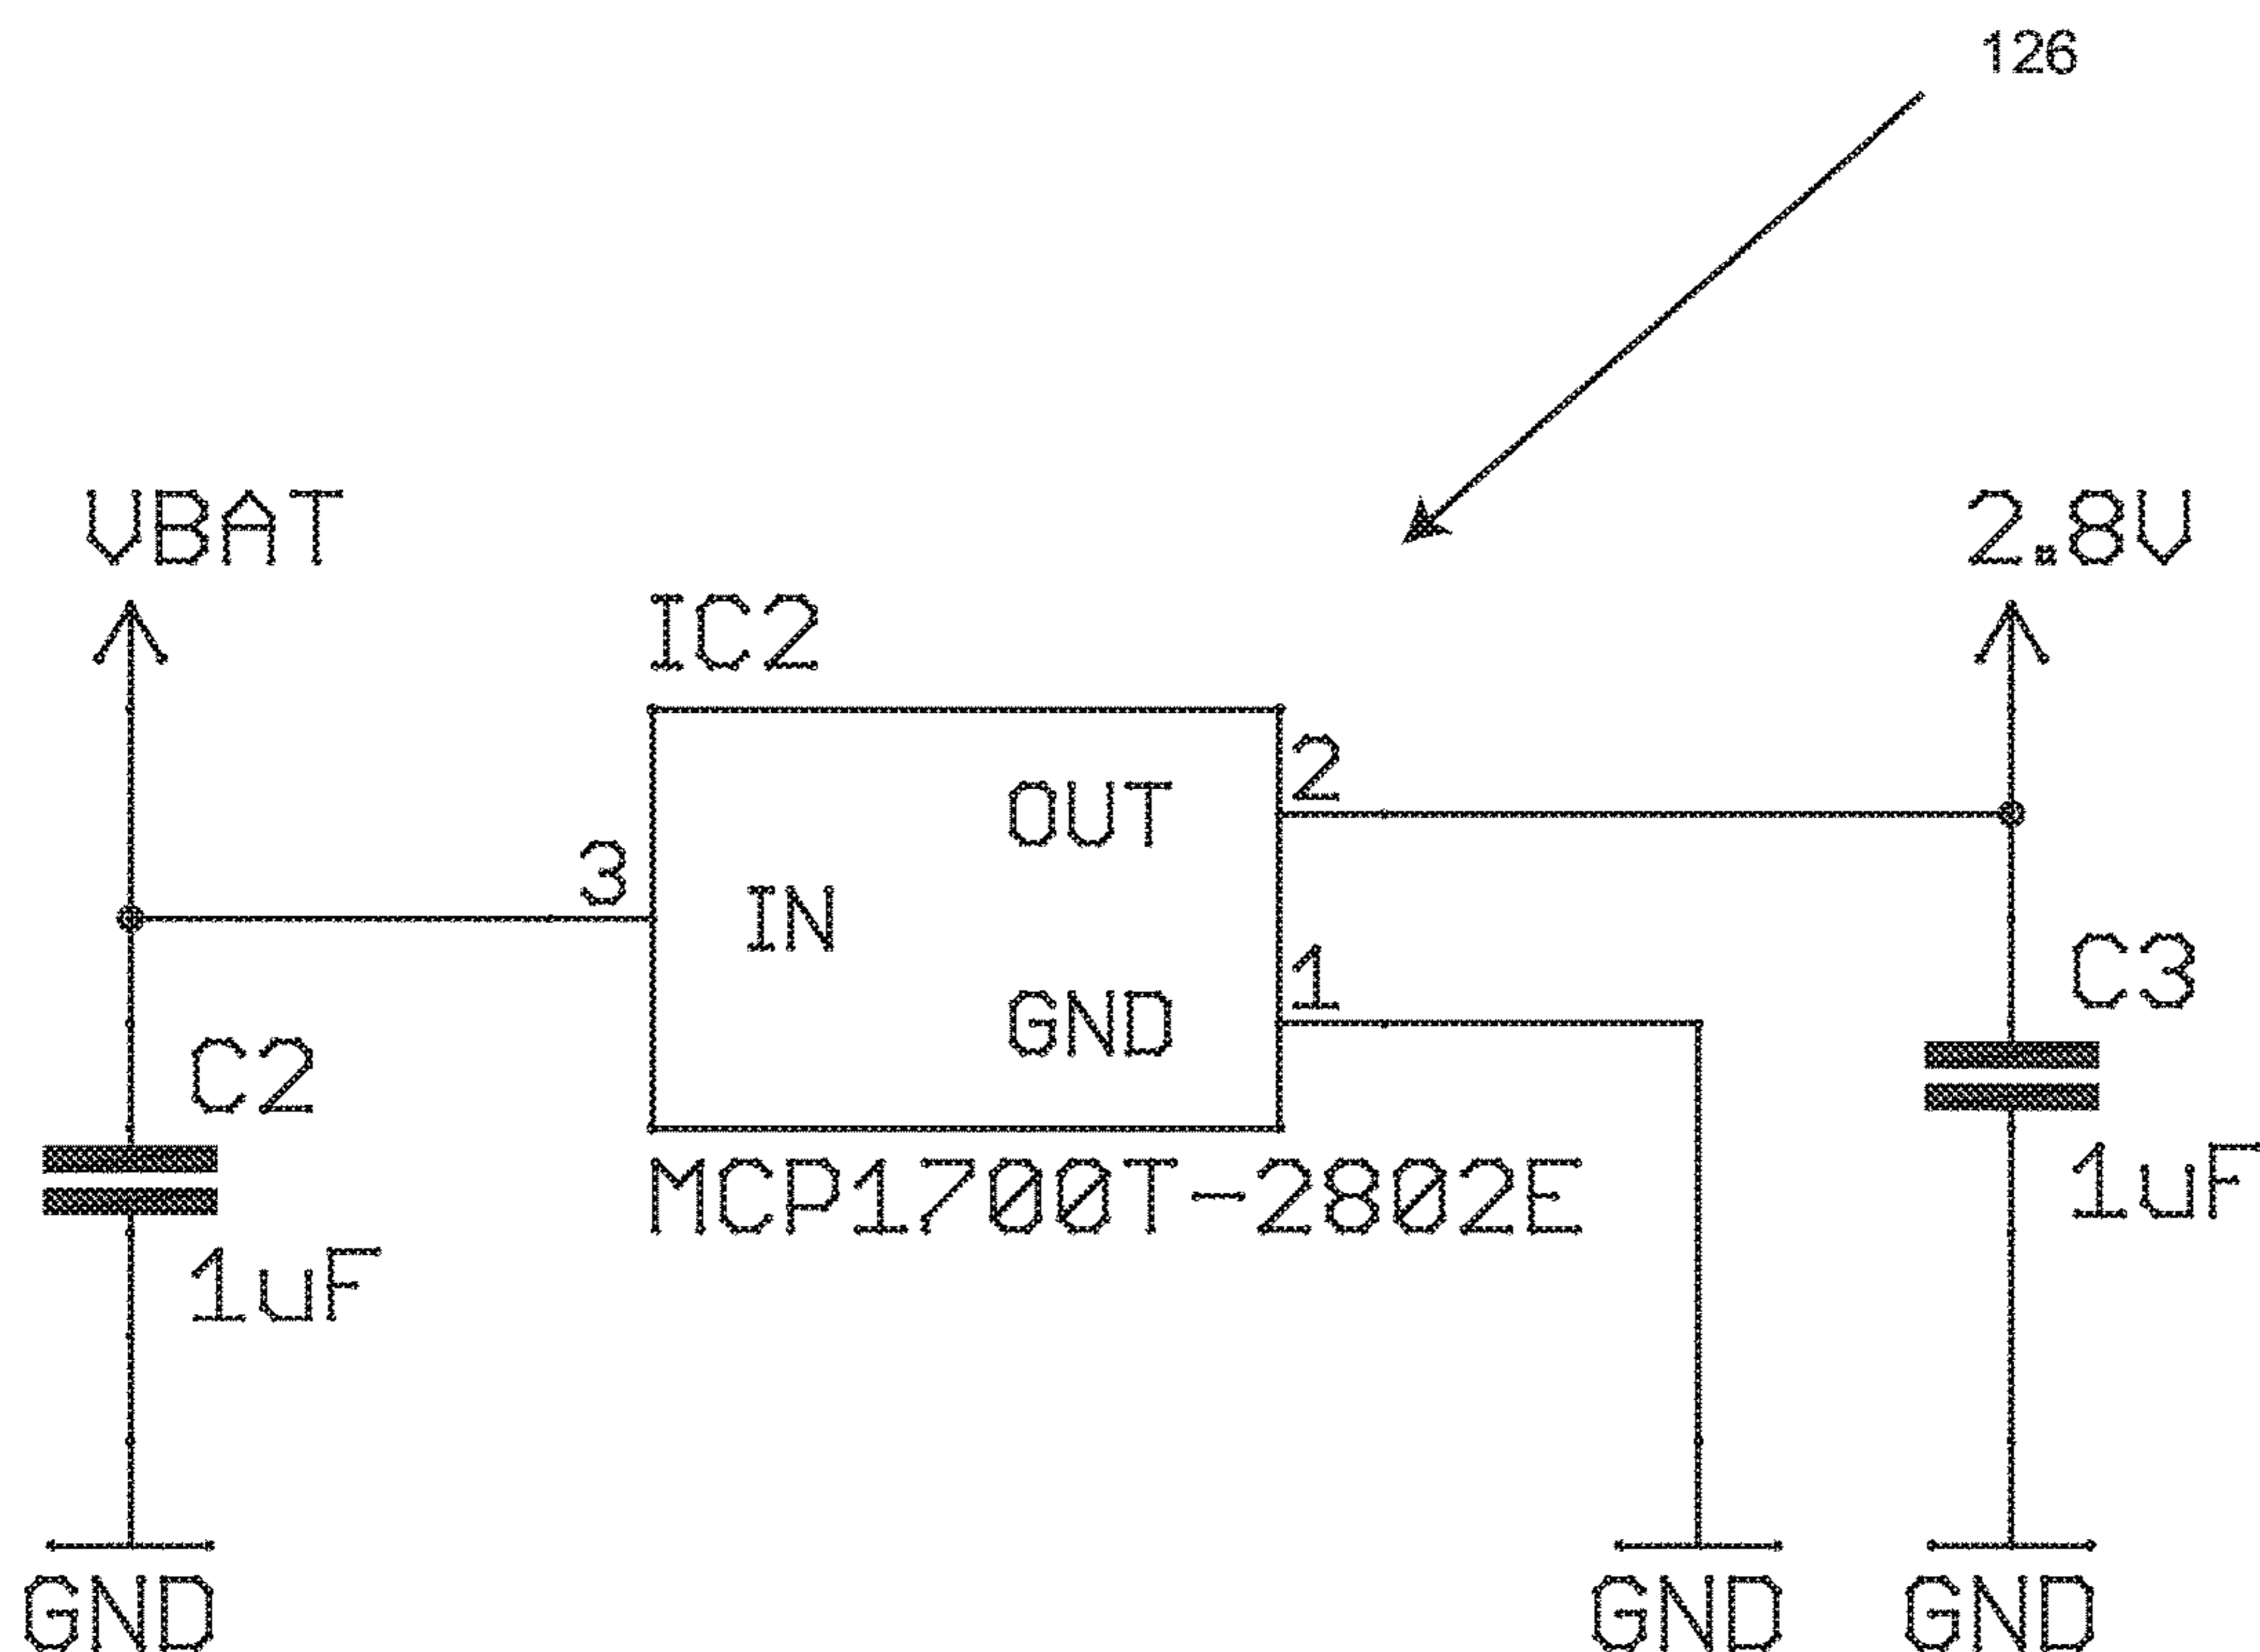 126
VBAT
2.8V
IC2
2
OUT
3
IN
1
C3
GND
C2
MCP1700T-2802E
1uF
1uF
GND
GND
GND